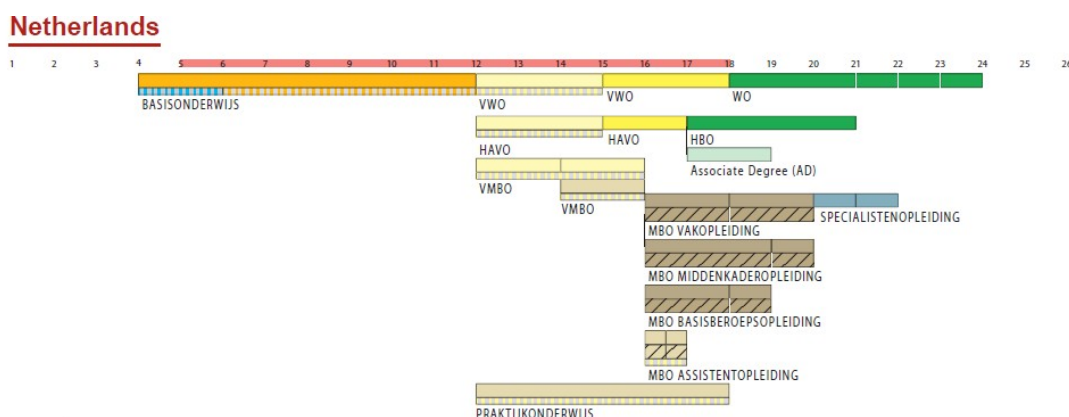 Netherlands
1 2 3 4 5 6 7 8 9 10 11 12 13 14 15 16 17 18 19 20 21 22 23 24 25 26
BASISONDERWIJS VWO VWO WO
HAVO HAVO HBO
VMBO Associate Degree (AD)
VMBO
MBO VAKOPLEIDING SPECIALISTENOPLEIDING
MBO MIDDENKADEROPLEIDING
MBO BASISBEROEPSOPLEIDING
MBO ASSISTENTOPLEIDING
PRAKTIJKONDERWIJS